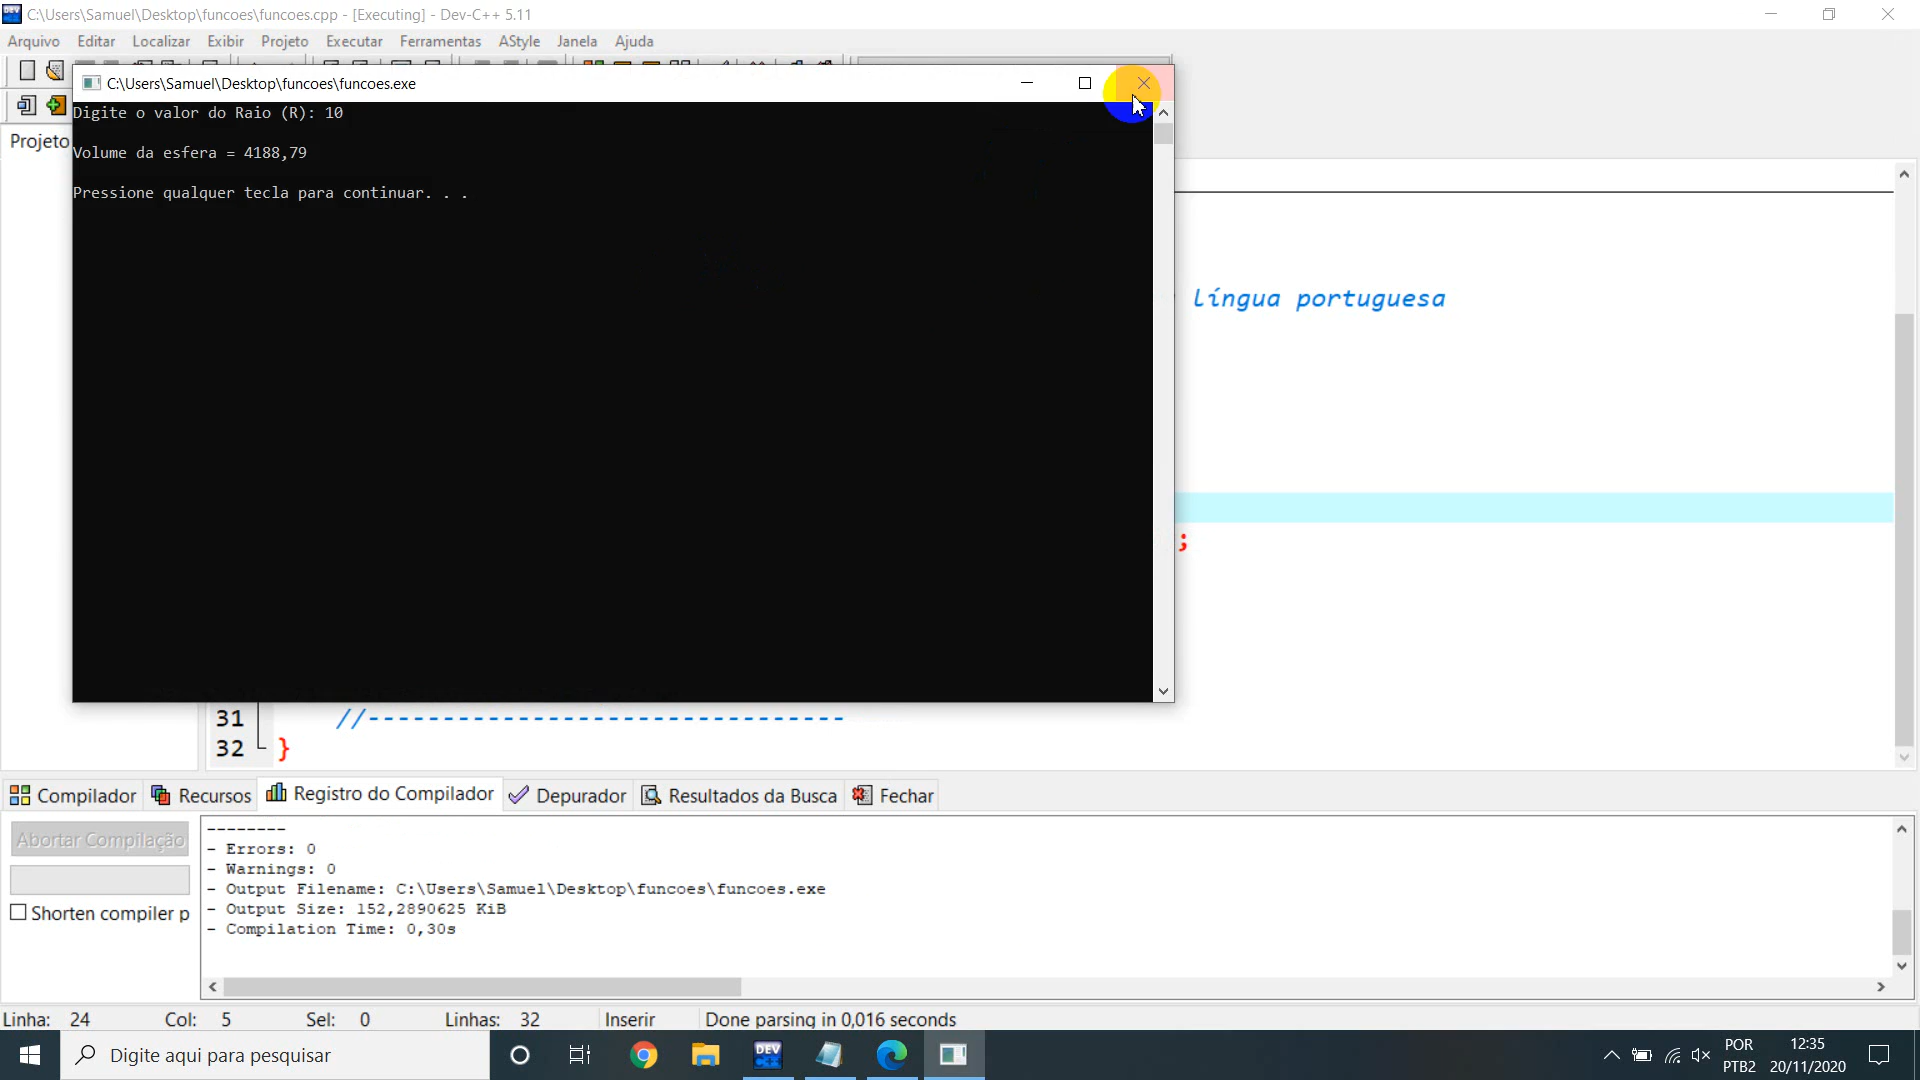 C:\Users\Samuel\Desktop\funcoes\funcoes.cpp - [Executing] - Dev-C++ 5.11
Arquivo Editar Localizar Exibir Projeto Executar Ferramentas AStyle Janela Ajuda
C:\Users\Samuel\Desktop\funcoes\funcoes.exe
Digite o valor do Raio (R): 10
Projeto
Volume da esfera = 4188,79
Pressione qualquer tecla para continuar. . .
língua portuguesa
;
31 //--------------------------------
32 }
Compilador Recursos Registro do Compilador Depurador Resultados da Busca Fechar
Abortar Compilação
Shorten compiler p
--------
- Errors: 0
- Warnings: 0
- Output Filename: C:\Users\Samuel\Desktop\funcoes\funcoes.exe
- Output Size: 152,2890625 KiB
- Compilation Time: 0,30s
Linha: 24 Col: 5 Sel: 0 Linhas: 32 Inserir Done parsing in 0,016 seconds
Digite aqui para pesquisar
DEV
POR
PTB2
12:35
20/11/2020